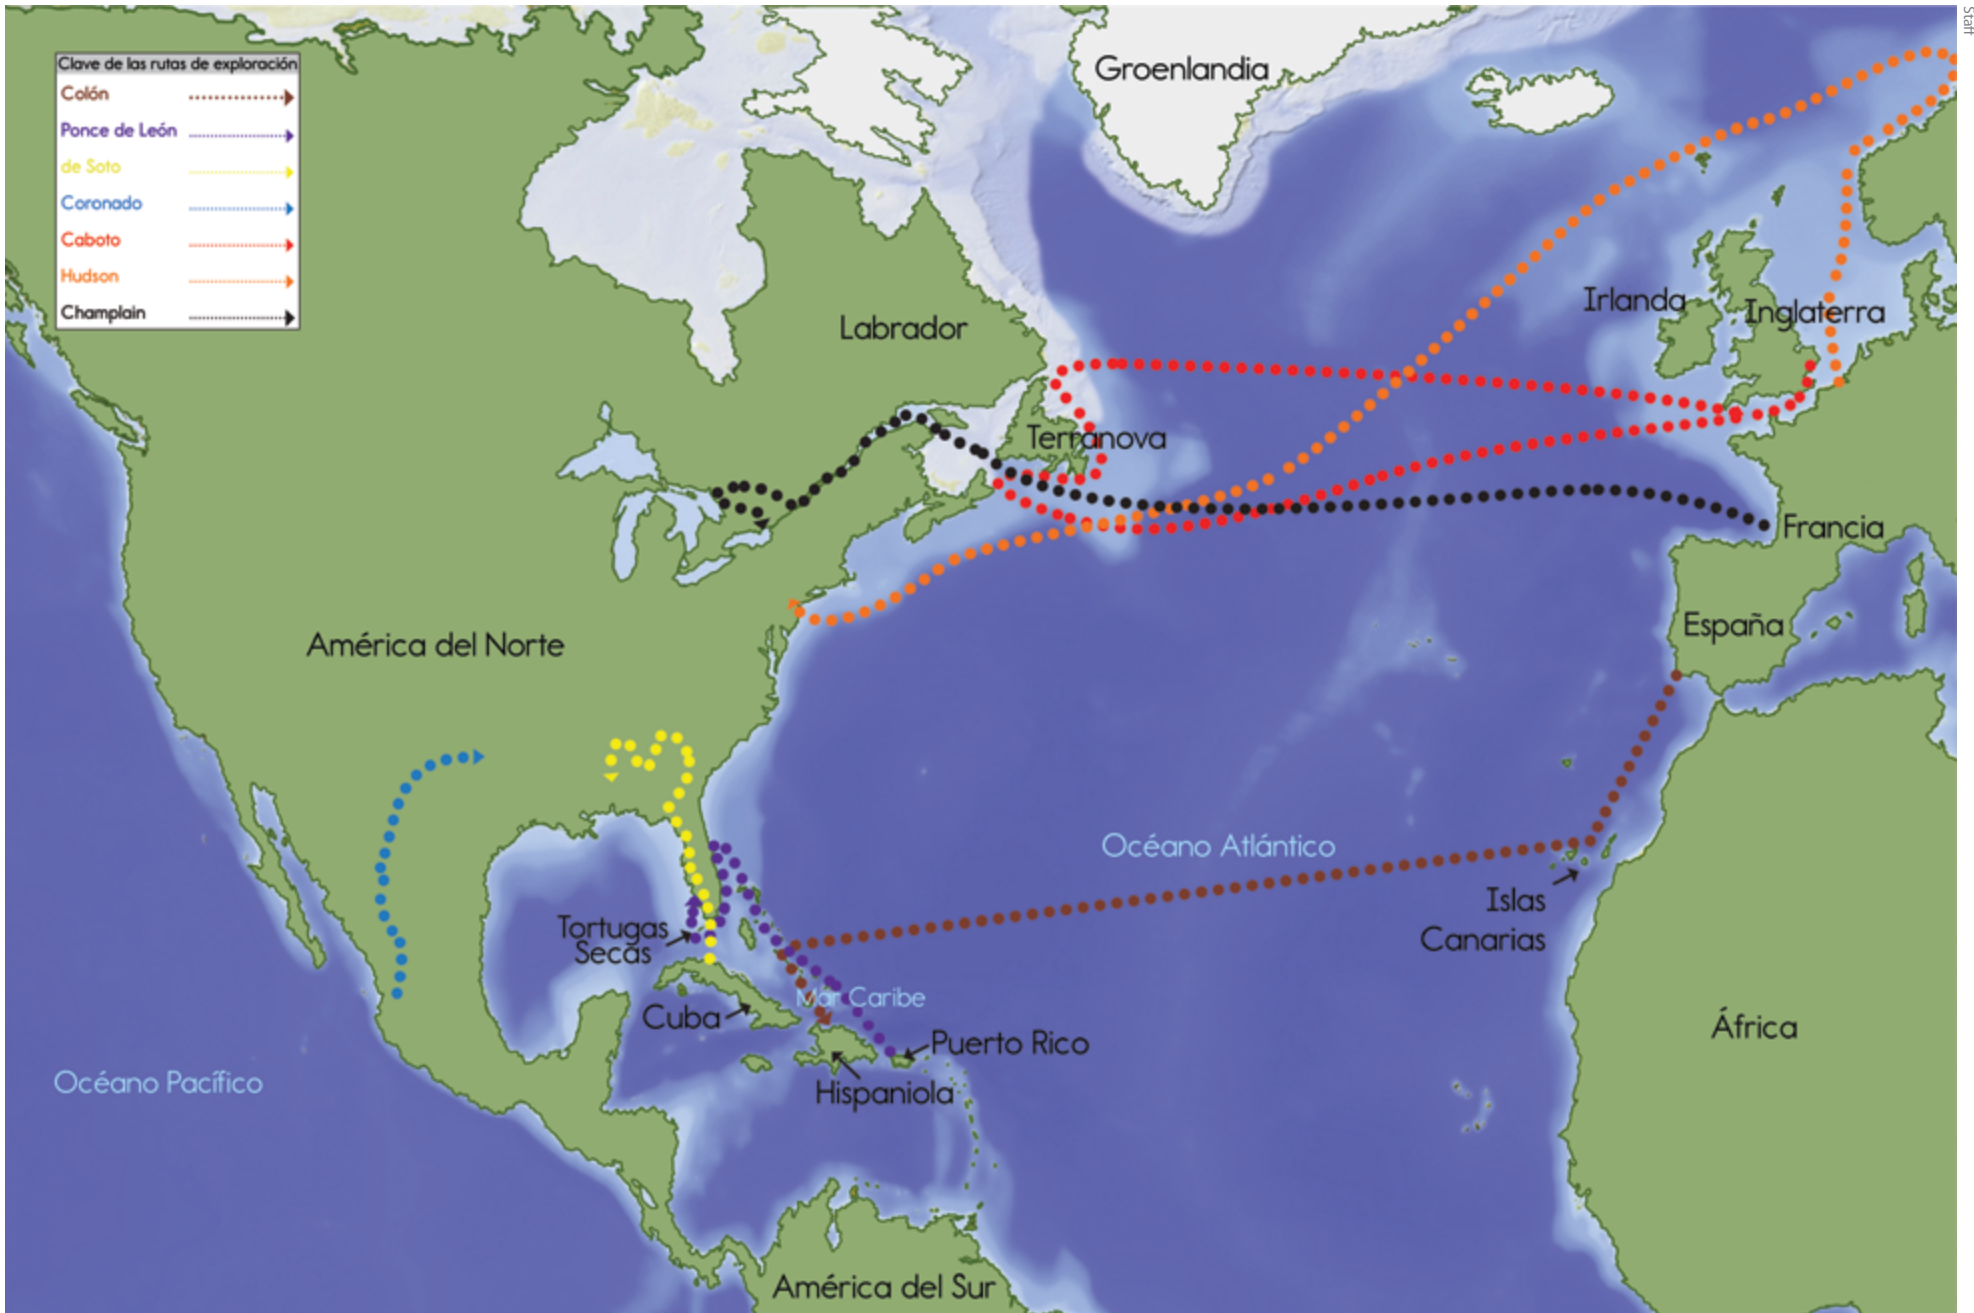 Staff
Clave de las rutas de exploración
Colón
Ponce de León
de Soto
Coronado
Caboto
Hudson
Champlain
Groenlandia
Labrador
Irlanda
Inglaterra
Terranova
Francia
América del Norte
España
Océano Atlántico
Islas
Canarias
Tortugas
Secas
Mar Caribe
Cuba
Puerto Rico
Hispaniola
África
Océano Pacífico
América del Sur